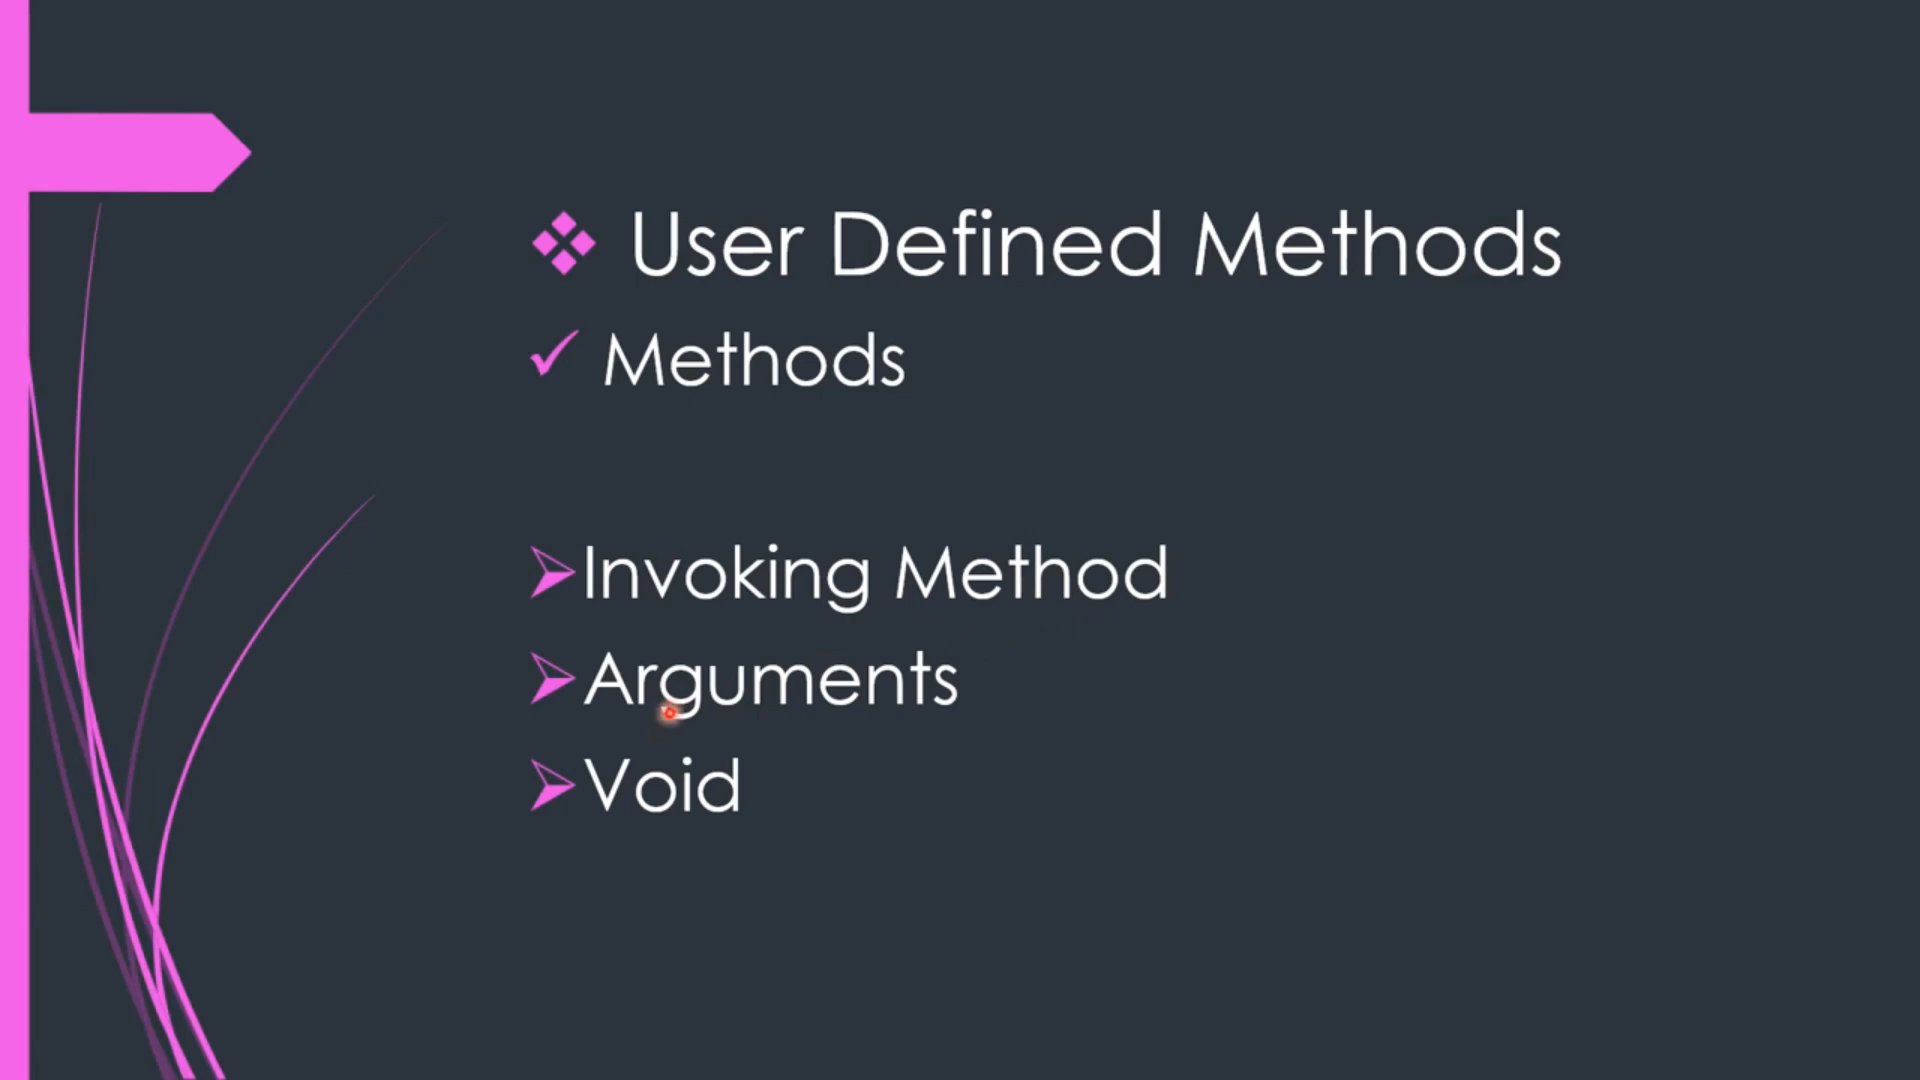 User Defined Methods
Methods
Invoking Method
Arguments
Void